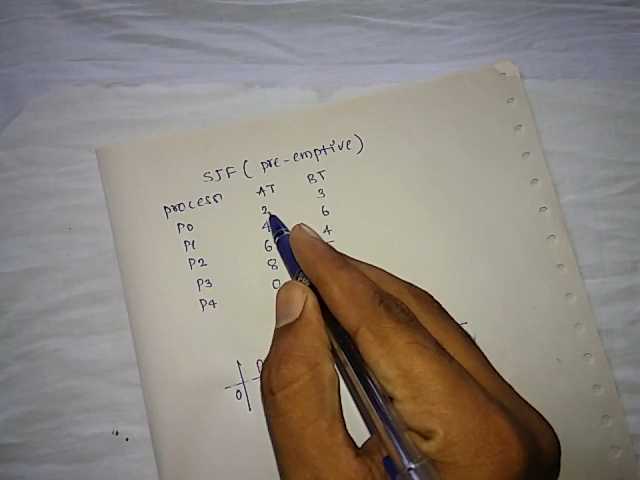 SJF (pre-emptive)
process AT BT
P0 2 3
P1 4 6
P2 6 4
P3 8
P4 0
0